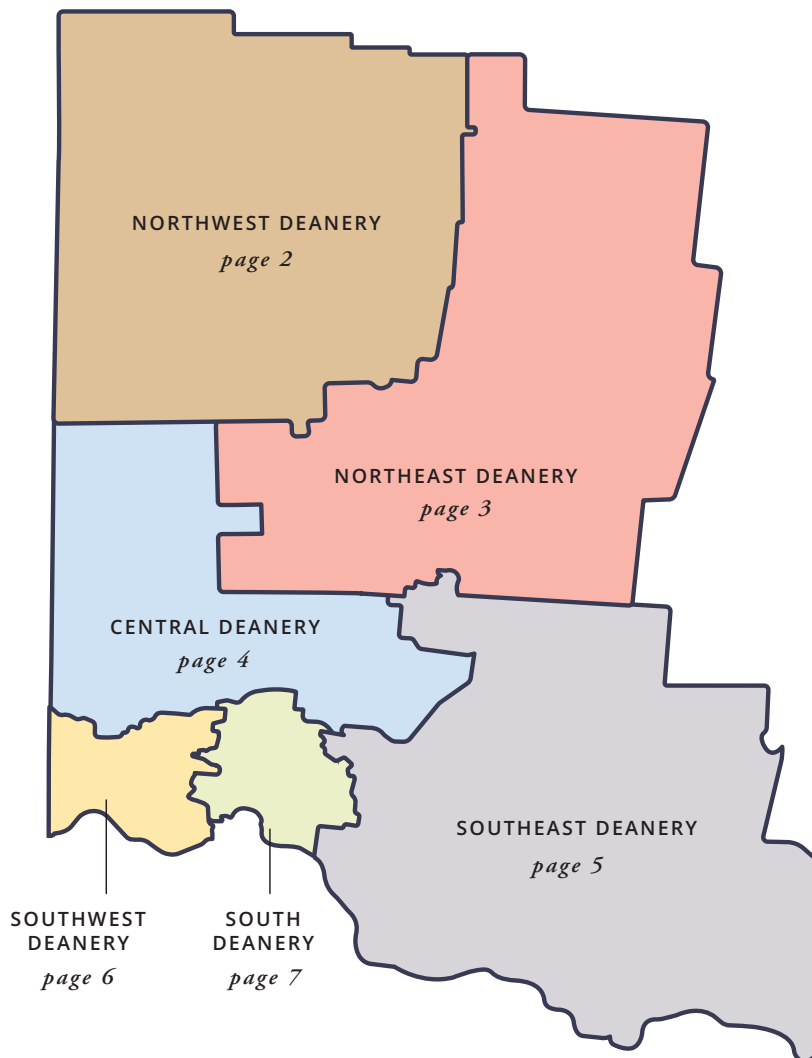 NORTHWEST DEANERY
page 2
NORTHEAST DEANERY
page 3
CENTRAL DEANERY
page 4
SOUTHEAST DEANERY
page 5
SOUTHWEST
DEANERY
page 6
SOUTH
DEANERY
page 7